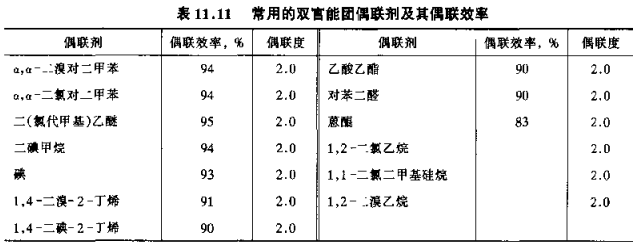 表 11.11 常用的双官能团偶联剂及其偶联效率
偶联剂 偶联效率，% 偶联度 偶联剂 偶联效率，% 偶联度
α,α-二溴对二甲苯 94 2.0 乙酸乙酯 90 2.0
α,α-二氯对二甲苯 94 2.0 对苯二醛 90 2.0
二(氯代甲基)乙醚 95 2.0 蒽醌 83 2.0
二碘甲烷 94 2.0 1,2-二氯乙烷 2.0
碘 93 2.0 1,1-二氯二甲基硅烷 2.0
1,4-二溴-2-丁烯 91 2.0 1,2-二溴乙烷 2.0
1,4-二碘-2-丁烯 90 2.0